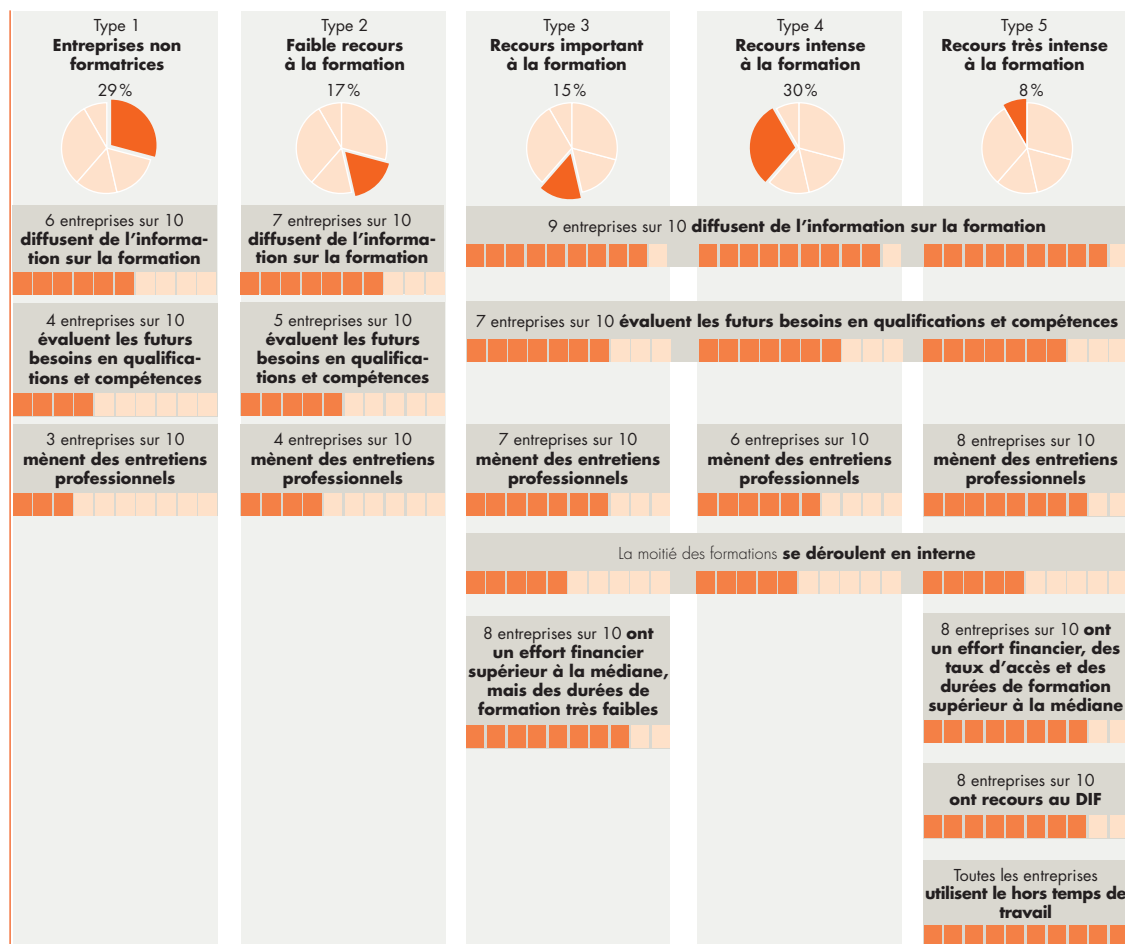 Type 1
Entreprises non
formatrices
29 %
Type 2
Faible recours
à la formation
17 %
Type 3
Recours important
à la formation
15 %
Type 4
Recours intense
à la formation
30 %
Type 5
Recours très intense
à la formation
8 %
6 entreprises sur 10
diffusent de l’informa-
tion sur la formation
7 entreprises sur 10
diffusent de l’informa-
tion sur la formation
9 entreprises sur 10 diffusent de l’information sur la formation
4 entreprises sur 10
évaluent les futurs
besoins en qualifica-
tions et compétences
5 entreprises sur 10
évaluent les futurs
besoins en qualifica-
tions et compétences
7 entreprises sur 10 évaluent les futurs besoins en qualifications et compétences
3 entreprises sur 10
mènent des entretiens
professionnels
4 entreprises sur 10
mènent des entretiens
professionnels
7 entreprises sur 10
mènent des entretiens
professionnels
6 entreprises sur 10
mènent des entretiens
professionnels
8 entreprises sur 10
mènent des entretiens
professionnels
La moitié des formations se déroulent en interne
8 entreprises sur 10 ont
un effort financier
supérieur à la médiane,
mais des durées de
formation très faibles
8 entreprises sur 10 ont
un effort financier, des
taux d’accès et des
durées de formation
supérieur à la médiane
8 entreprises sur 10
ont recours au DIF
Toutes les entreprises
utilisent le hors temps de
travail